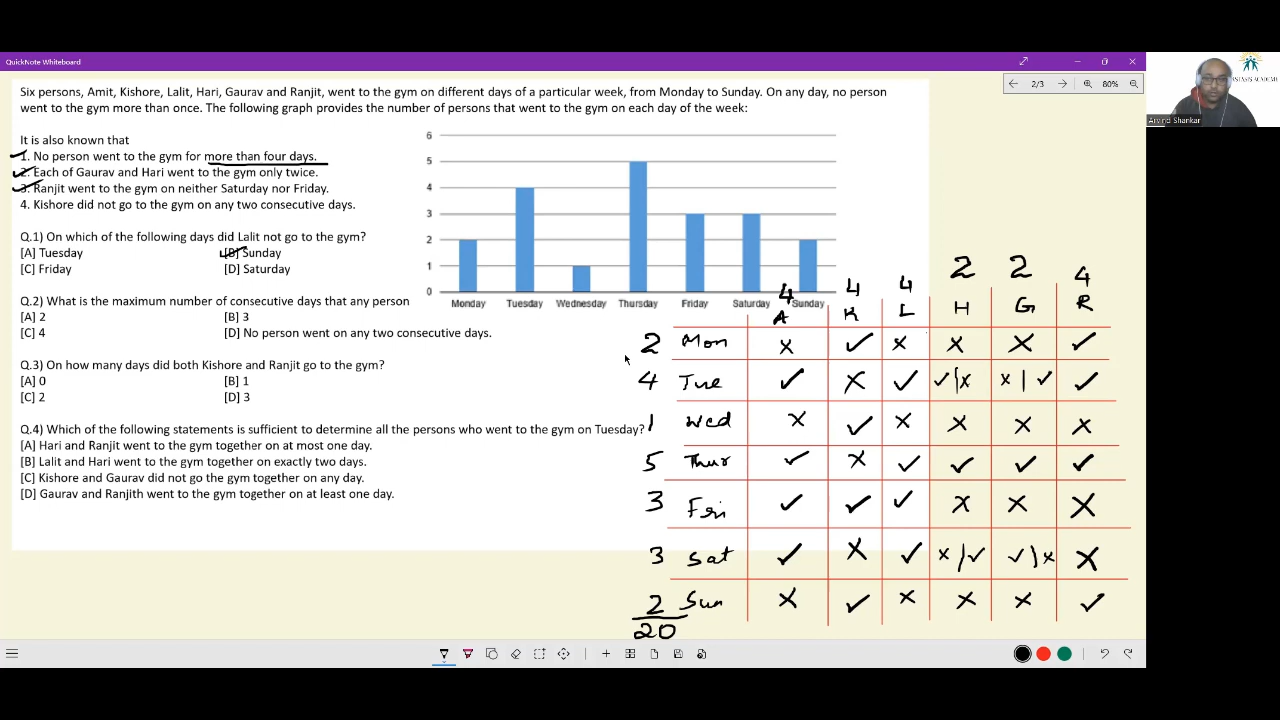 QuickNote Whiteboard
2/3
80%
Arvind Shankar
Six persons, Amit, Kishore, Lalit, Hari, Gaurav and Ranjit, went to the gym on different days of a particular week, from Monday to Sunday. On any day, no person
went to the gym more than once. The following graph provides the number of persons that went to the gym on each day of the week:
It is also known that
1. No person went to the gym for more than four days.
2. Each of Gaurav and Hari went to the gym only twice.
3. Ranjit went to the gym on neither Saturday nor Friday.
4. Kishore did not go to the gym on any two consecutive days.
Q.1) On which of the following days did Lalit not go to the gym?
[A] Tuesday [B] Sunday
[C] Friday [D] Saturday
Q.2) What is the maximum number of consecutive days that any person
[A] 2 [B] 3
[C] 4 [D] No person went on any two consecutive days.
Q.3) On how many days did both Kishore and Ranjit go to the gym?
[A] 0 [B] 1
[C] 2 [D] 3
Q.4) Which of the following statements is sufficient to determine all the persons who went to the gym on Tuesday?
[A] Hari and Ranjit went to the gym together on at most one day.
[B] Lalit and Hari went to the gym together on exactly two days.
[C] Kishore and Gaurav did not go the gym together on any day.
[D] Gaurav and Ranjith went to the gym together on at least one day.
6
5
4
3
2
1
0
Monday Tuesday Wednesday Thursday Friday Saturday Sunday
4 4 4 2 2 4
A K L H G R
2 Mon x ✓ x x x ✓
4 Tue ✓ x ✓ ✓|x x|✓ ✓
1 Wed x ✓ x x x x
5 Thur ✓ x ✓ ✓ ✓ ✓
3 Fri ✓ ✓ ✓ x x x
3 Sat ✓ x ✓ x|✓ ✓|x x
2 Sun x ✓ x x x ✓
20